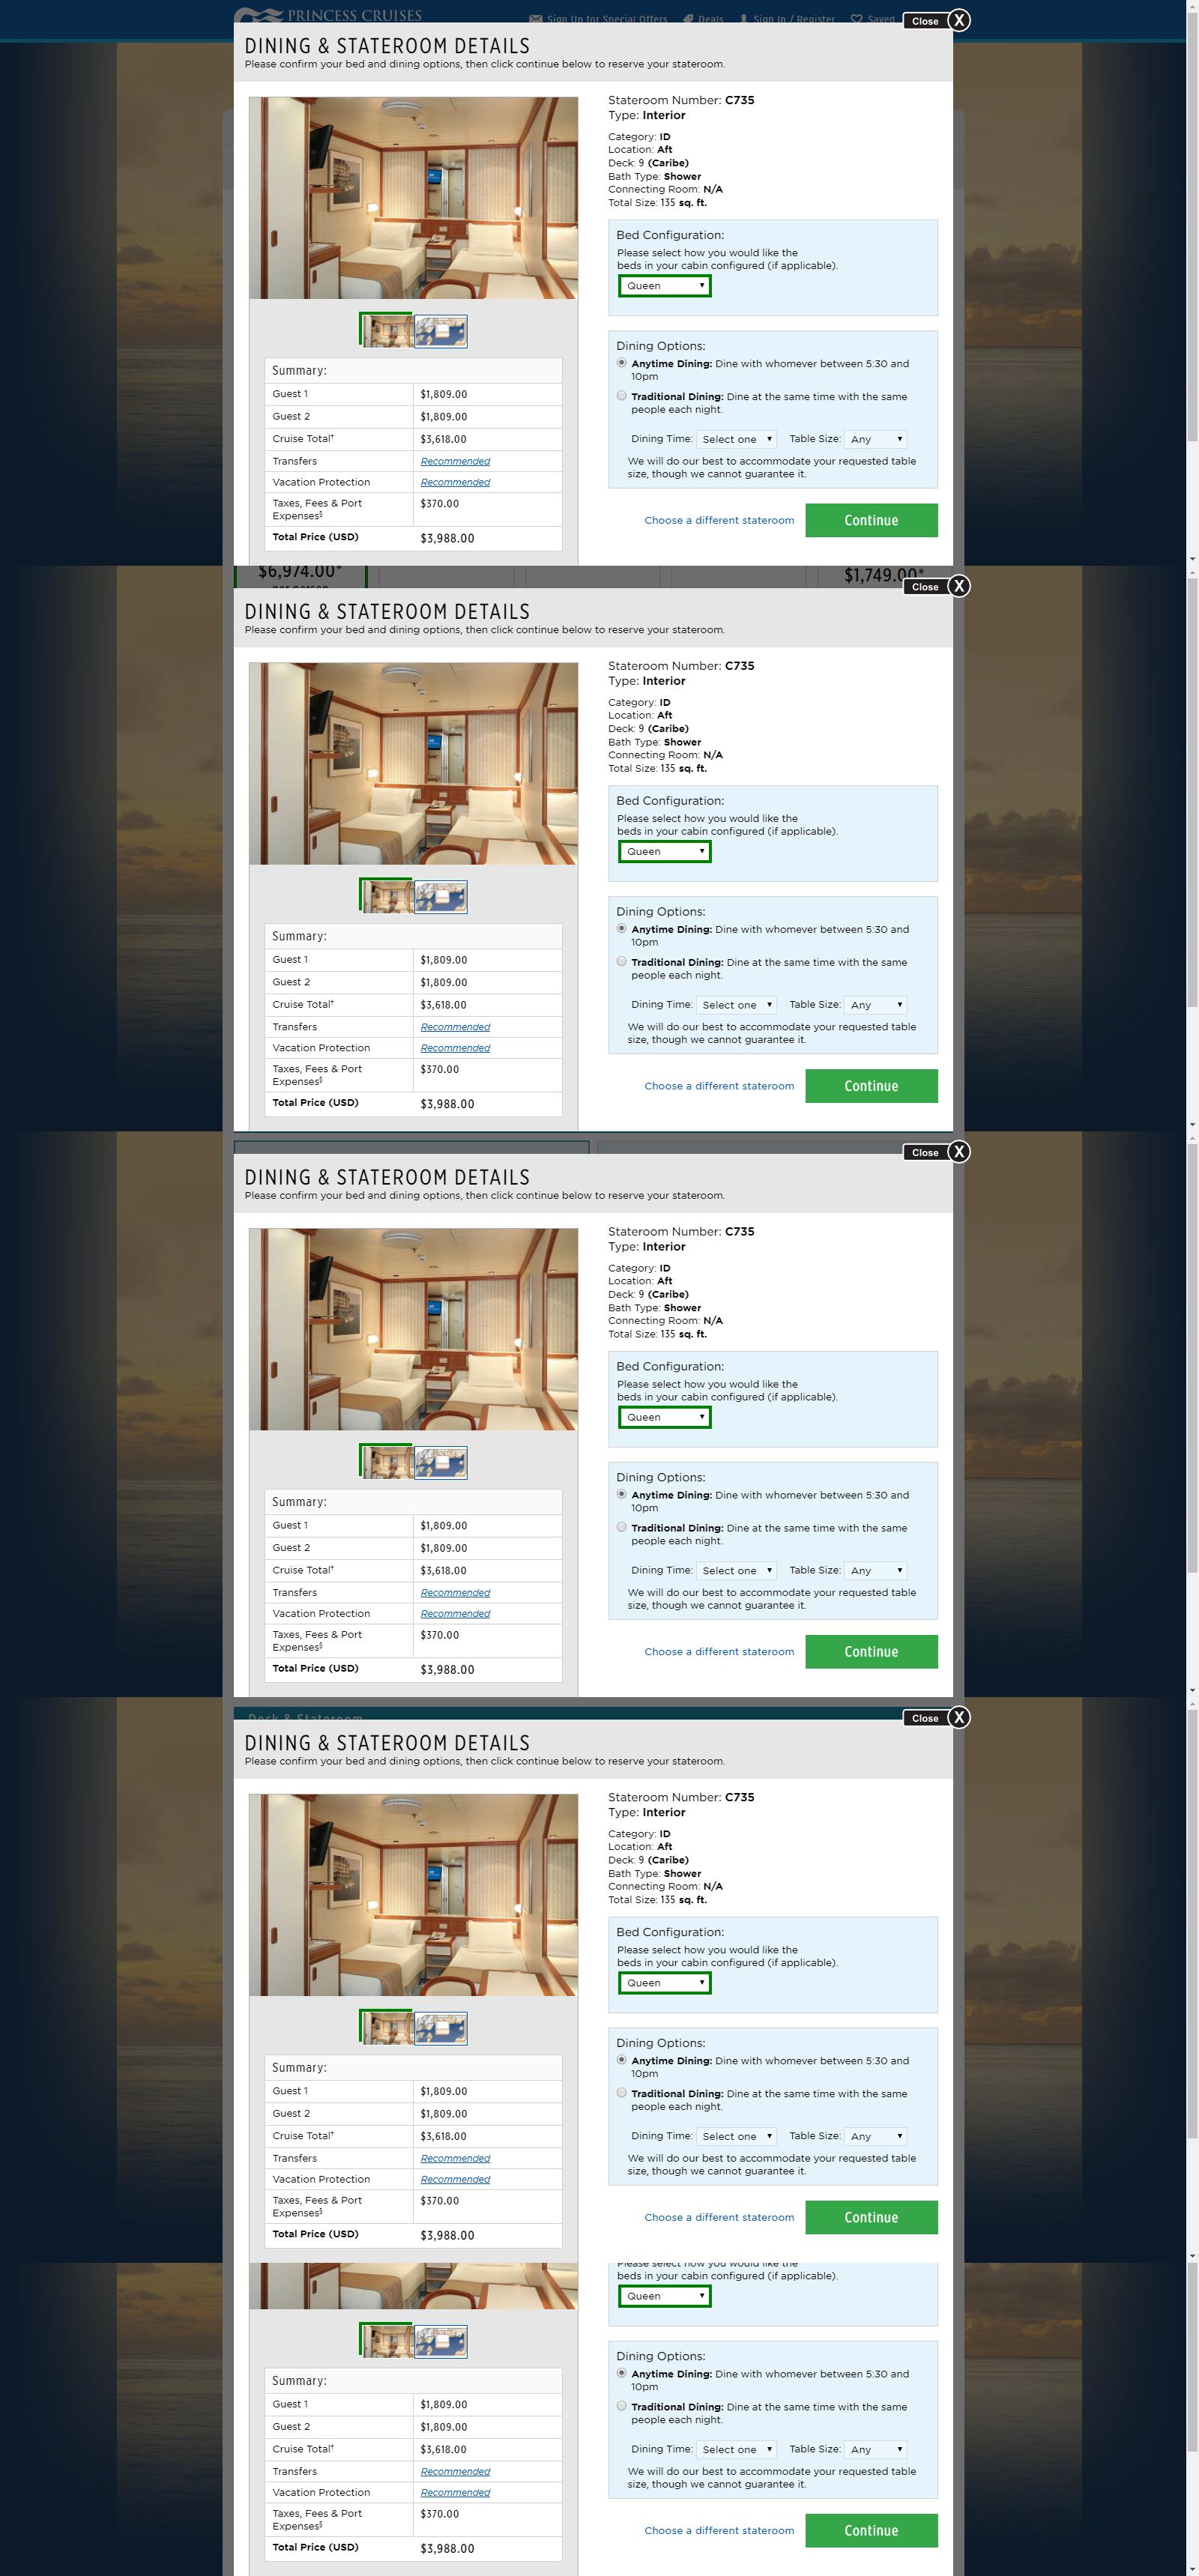 PRINCESS CRUISES
Sign Up for Special Offers Deals Sign In / Register Saved
Close X
DINING & STATEROOM DETAILS
Please confirm your bed and dining options, then click continue below to reserve your stateroom.
Stateroom Number: C735
Type: Interior
Category: ID
Location: Aft
Deck: 9 (Caribe)
Bath Type: Shower
Connecting Room: N/A
Total Size: 135 sq. ft.
Bed Configuration:
Please select how you would like the
beds in your cabin configured (if applicable).
Queen
Dining Options:
Anytime Dining: Dine with whomever between 5:30 and
10pm
Traditional Dining: Dine at the same time with the same
people each night.
Dining Time: Select one Table Size: Any
We will do our best to accommodate your requested table
size, though we cannot guarantee it.
Choose a different stateroom Continue
Summary:
Guest 1 $1,809.00
Guest 2 $1,809.00
Cruise Total† $3,618.00
Transfers Recommended
Vacation Protection Recommended
Taxes, Fees & Port $370.00
Expenses§
Total Price (USD) $3,988.00
$6,974.00* $1,749.00*
per person
Close X
DINING & STATEROOM DETAILS
Please confirm your bed and dining options, then click continue below to reserve your stateroom.
Stateroom Number: C735
Type: Interior
Category: ID
Location: Aft
Deck: 9 (Caribe)
Bath Type: Shower
Connecting Room: N/A
Total Size: 135 sq. ft.
Bed Configuration:
Please select how you would like the
beds in your cabin configured (if applicable).
Queen
Dining Options:
Anytime Dining: Dine with whomever between 5:30 and
10pm
Traditional Dining: Dine at the same time with the same
people each night.
Dining Time: Select one Table Size: Any
We will do our best to accommodate your requested table
size, though we cannot guarantee it.
Choose a different stateroom Continue
Summary:
Guest 1 $1,809.00
Guest 2 $1,809.00
Cruise Total† $3,618.00
Transfers Recommended
Vacation Protection Recommended
Taxes, Fees & Port $370.00
Expenses§
Total Price (USD) $3,988.00
Close X
DINING & STATEROOM DETAILS
Please confirm your bed and dining options, then click continue below to reserve your stateroom.
Stateroom Number: C735
Type: Interior
Category: ID
Location: Aft
Deck: 9 (Caribe)
Bath Type: Shower
Connecting Room: N/A
Total Size: 135 sq. ft.
Bed Configuration:
Please select how you would like the
beds in your cabin configured (if applicable).
Queen
Dining Options:
Anytime Dining: Dine with whomever between 5:30 and
10pm
Traditional Dining: Dine at the same time with the same
people each night.
Dining Time: Select one Table Size: Any
We will do our best to accommodate your requested table
size, though we cannot guarantee it.
Choose a different stateroom Continue
Summary:
Guest 1 $1,809.00
Guest 2 $1,809.00
Cruise Total† $3,618.00
Transfers Recommended
Vacation Protection Recommended
Taxes, Fees & Port $370.00
Expenses§
Total Price (USD) $3,988.00
Deck & Stateroom
Close X
DINING & STATEROOM DETAILS
Please confirm your bed and dining options, then click continue below to reserve your stateroom.
Stateroom Number: C735
Type: Interior
Category: ID
Location: Aft
Deck: 9 (Caribe)
Bath Type: Shower
Connecting Room: N/A
Total Size: 135 sq. ft.
Bed Configuration:
Please select how you would like the
beds in your cabin configured (if applicable).
Queen
Dining Options:
Anytime Dining: Dine with whomever between 5:30 and
10pm
Traditional Dining: Dine at the same time with the same
people each night.
Dining Time: Select one Table Size: Any
We will do our best to accommodate your requested table
size, though we cannot guarantee it.
Choose a different stateroom Continue
Summary:
Guest 1 $1,809.00
Guest 2 $1,809.00
Cruise Total† $3,618.00
Transfers Recommended
Vacation Protection Recommended
Taxes, Fees & Port $370.00
Expenses§
Total Price (USD) $3,988.00
Please select how you would like the
beds in your cabin configured (if applicable).
Queen
Dining Options:
Anytime Dining: Dine with whomever between 5:30 and
10pm
Traditional Dining: Dine at the same time with the same
people each night.
Dining Time: Select one Table Size: Any
We will do our best to accommodate your requested table
size, though we cannot guarantee it.
Choose a different stateroom Continue
Summary:
Guest 1 $1,809.00
Guest 2 $1,809.00
Cruise Total† $3,618.00
Transfers Recommended
Vacation Protection Recommended
Taxes, Fees & Port $370.00
Expenses§
Total Price (USD) $3,988.00